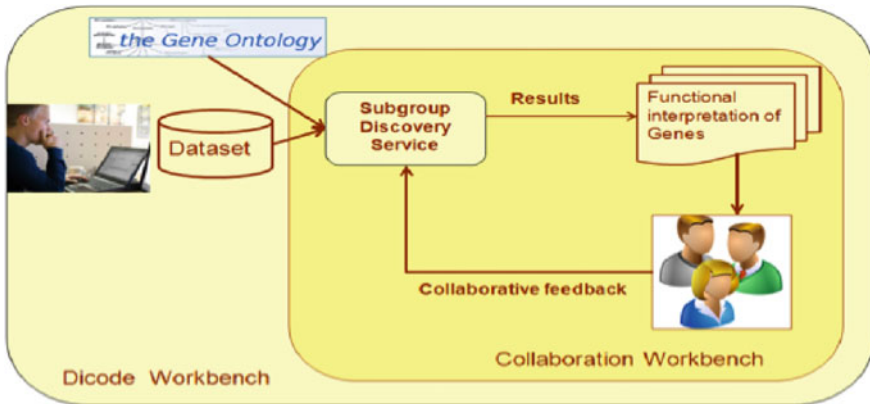 the Gene Ontology
Dataset
Subgroup
Discovery
Service
Results
Functional
interpretation of
Genes
Collaborative feedback
Collaboration Workbench
Dicode Workbench